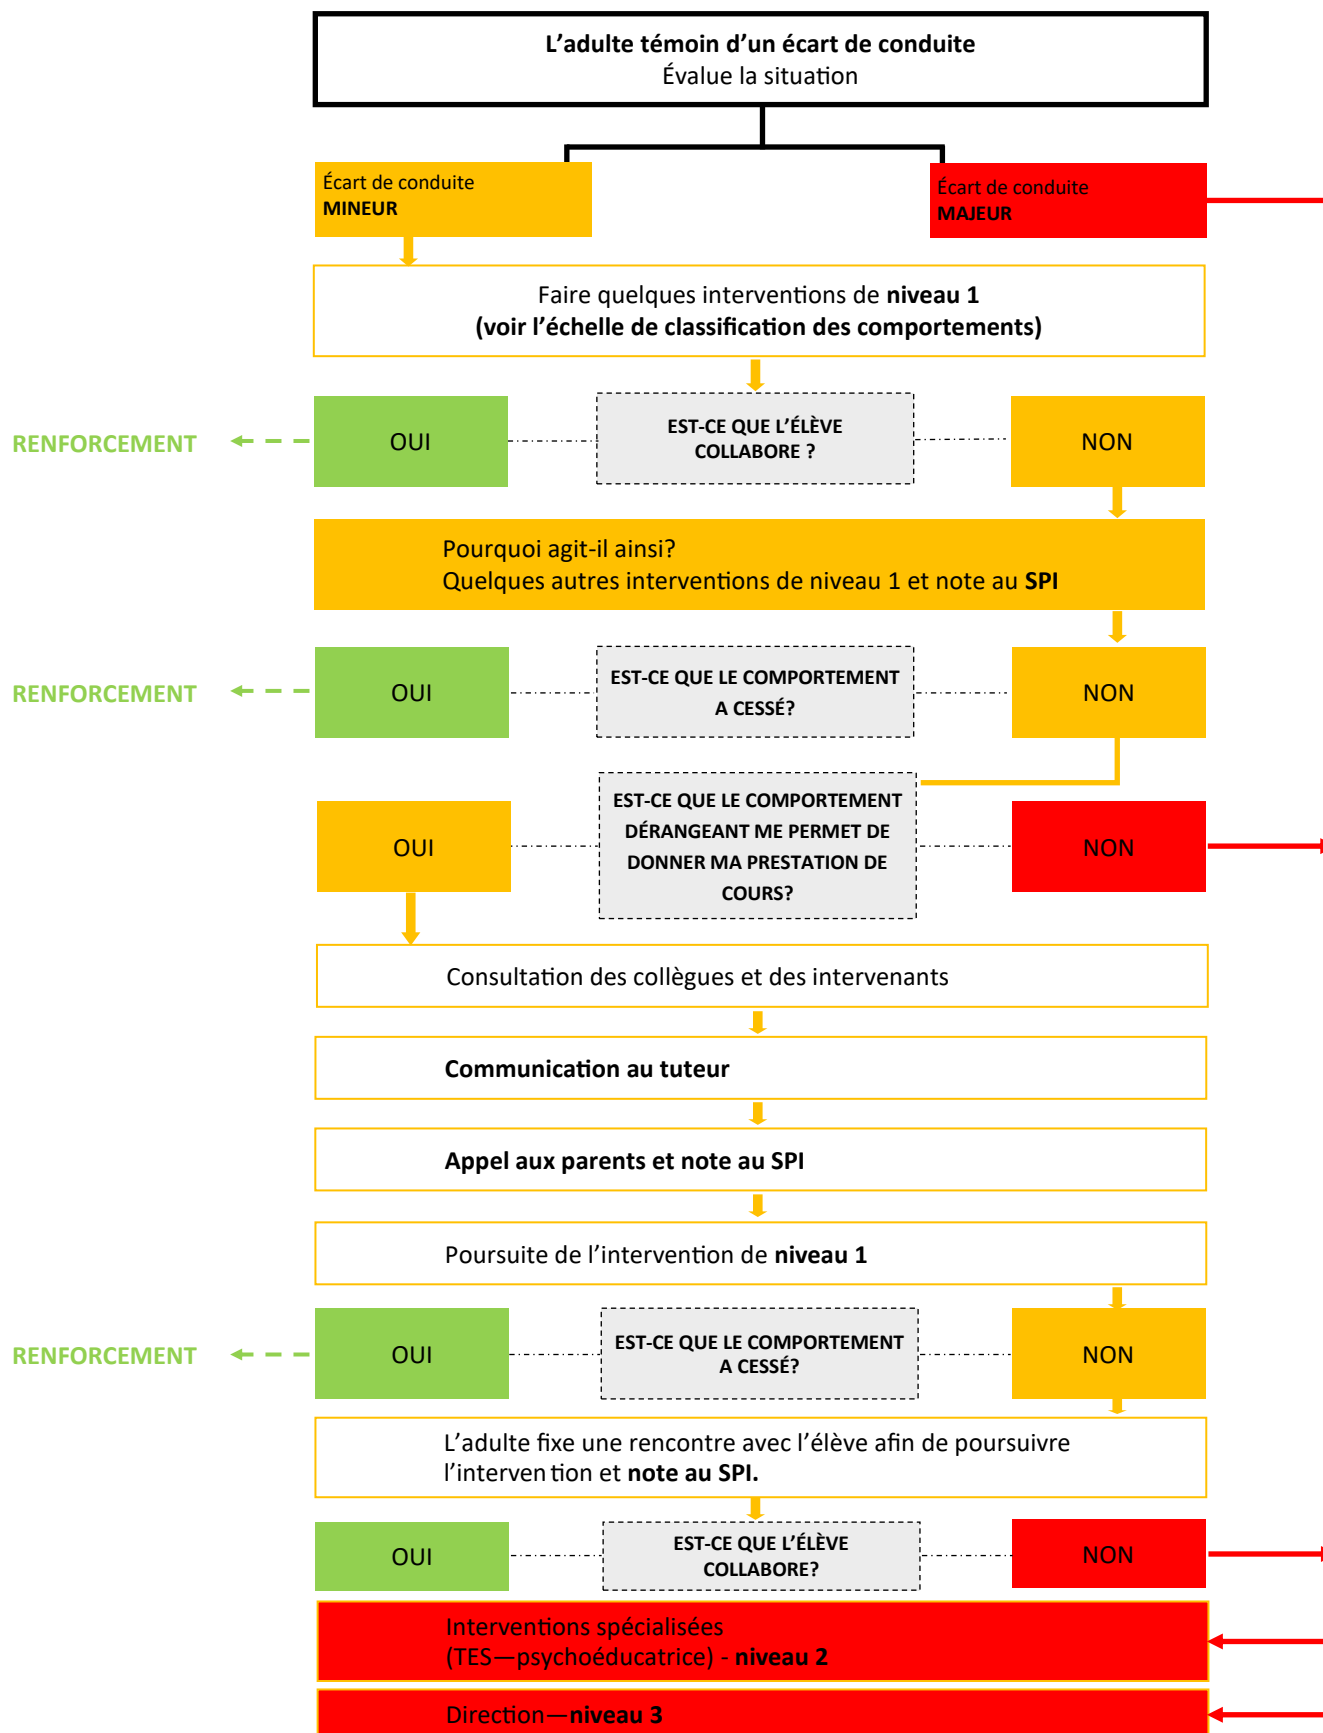 L’adulte témoin d’un écart de conduite
Évalue la situation
Écart de conduite
MINEUR
Écart de conduite
MAJEUR
Faire quelques interventions de niveau 1
(voir l’échelle de classification des comportements)
RENFORCEMENT
OUI
EST-CE QUE L’ÉLÈVE
COLLABORE ?
NON
Pourquoi agit-il ainsi?
Quelques autres interventions de niveau 1 et note au SPI
RENFORCEMENT
OUI
EST-CE QUE LE COMPORTEMENT
A CESSÉ?
NON
OUI
EST-CE QUE LE COMPORTEMENT
DÉRANGEANT ME PERMET DE
DONNER MA PRESTATION DE
COURS?
NON
Consultation des collègues et des intervenants
Communication au tuteur
Appel aux parents et note au SPI
Poursuite de l’intervention de niveau 1
RENFORCEMENT
OUI
EST-CE QUE LE COMPORTEMENT
A CESSÉ?
NON
L’adulte fixe une rencontre avec l’élève afin de poursuivre
l’intervention et note au SPI.
OUI
EST-CE QUE L’ÉLÈVE
COLLABORE?
NON
Interventions spécialisées
(TES—psychoéducatrice) - niveau 2
Direction—niveau 3